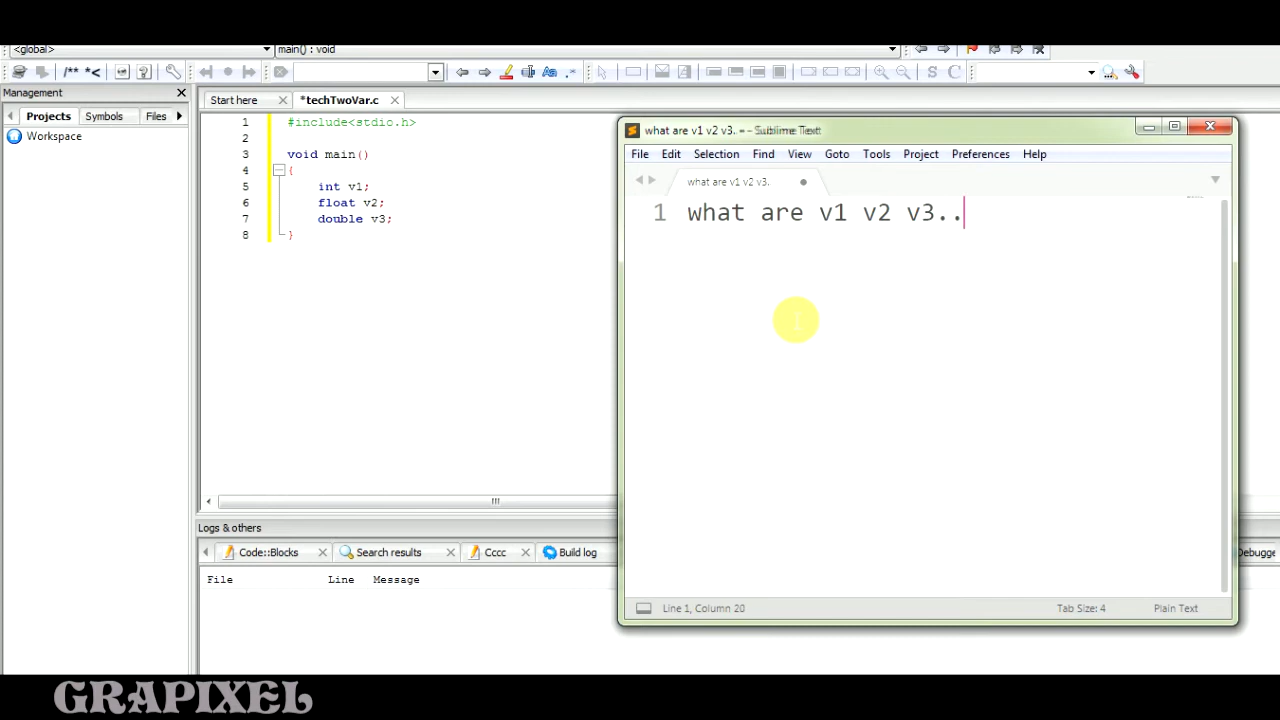 <global>
main() : void
/** *<
Aa
.*
S
C
Management
Projects
Symbols
Files
Workspace
Start here
*techTwoVar.c
1 #include<stdio.h>
2
3 void main()
4 {
5 int v1;
6 float v2;
7 double v3;
8 }
what are v1 v2 v3.. • - Sublime Text
File Edit Selection Find View Goto Tools Project Preferences Help
what are v1 v2 v3.
1 what are v1 v2 v3..
Line 1, Column 20
Tab Size: 4
Plain Text
Logs & others
Code::Blocks
Search results
Cccc
Build log
Debugge
File Line Message
GRAPIXEL